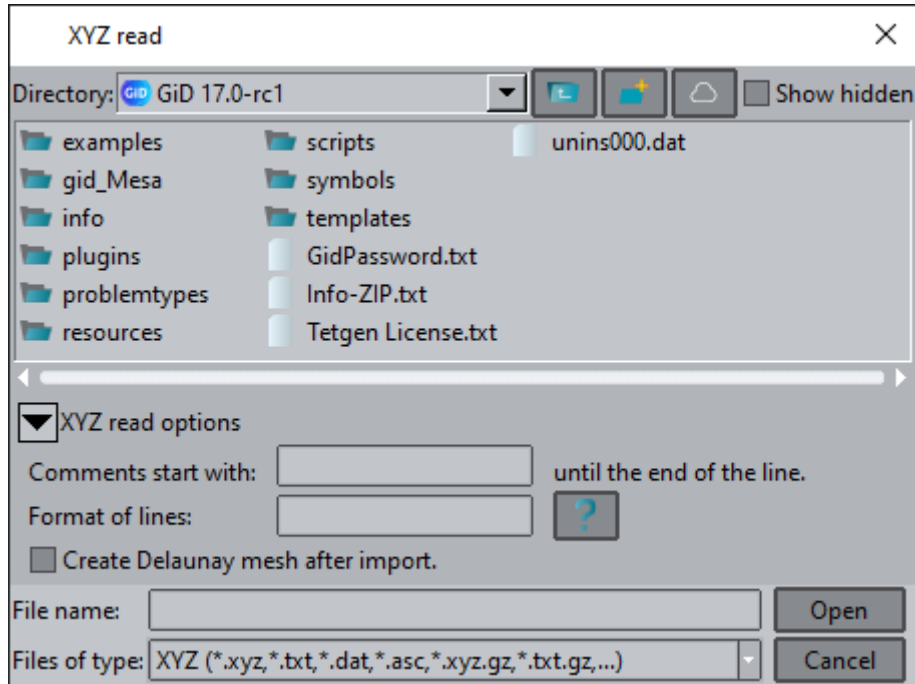 XYZ read
Directory: GiD GiD 17.0-rc1 Show hidden
examples scripts unins000.dat
gid_Mesa symbols
info templates
plugins GidPassword.txt
problemtypes Info-ZIP.txt
resources Tetgen License.txt
XYZ read options
Comments start with: until the end of the line.
Format of lines: ?
Create Delaunay mesh after import.
File name: Open
Files of type: XYZ (*.xyz,*.txt,*.dat,*.asc,*.xyz.gz,*.txt.gz,...) Cancel